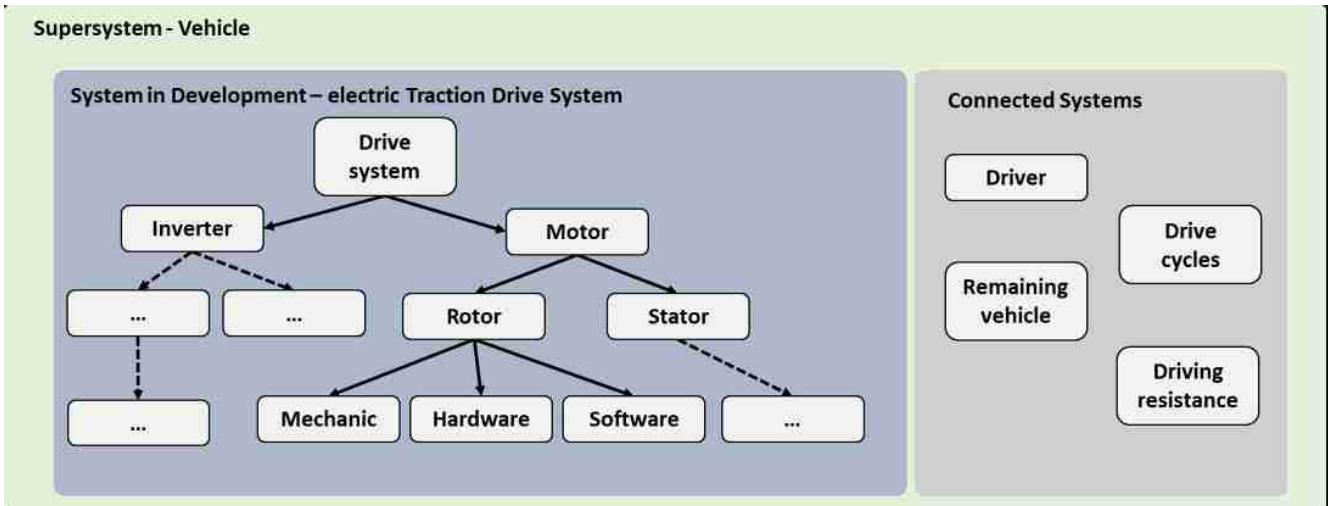 Supersystem - Vehicle
System in Development – electric Traction Drive System
Drive
system
Inverter
Motor
...
...
Rotor
Stator
...
Mechanic
Hardware
Software
...
Connected Systems
Driver
Drive
cycles
Remaining
vehicle
Driving
resistance